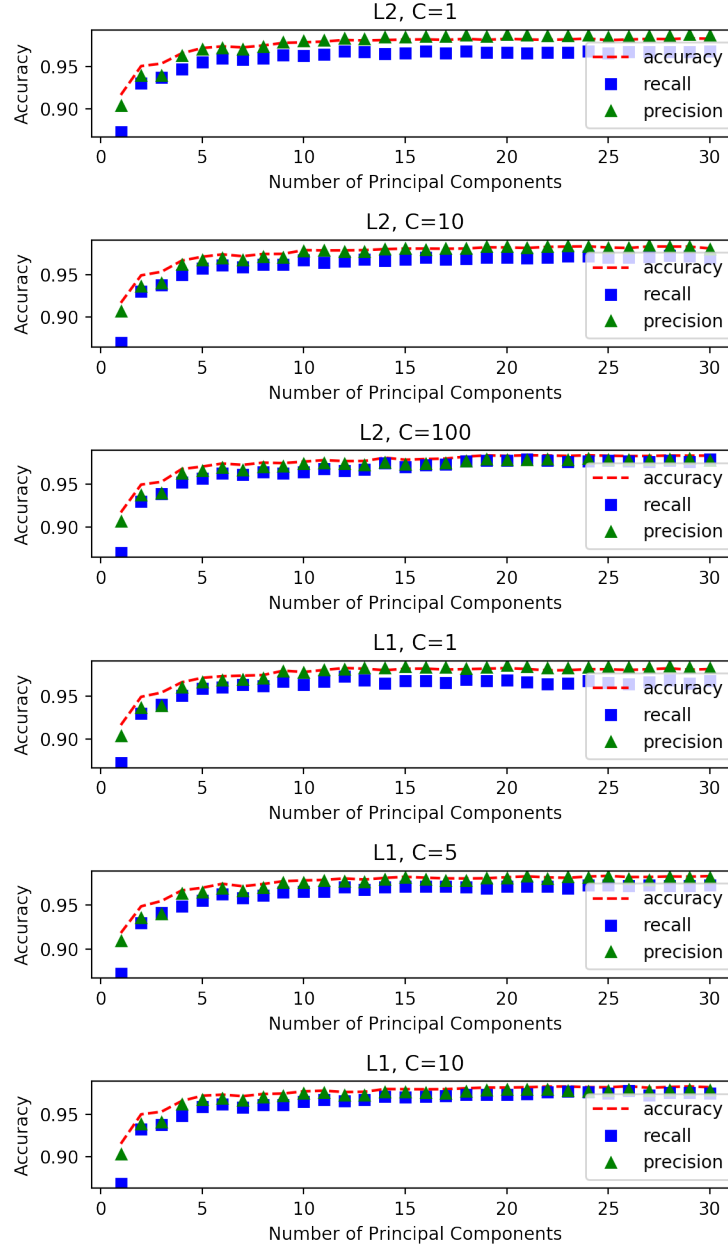 L2, C=1
Accuracy
0.95
0.90
accuracy
recall
precision
0 5 10 15 20 25 30
Number of Principal Components
L2, C=10
Accuracy
0.95
0.90
accuracy
recall
precision
0 5 10 15 20 25 30
Number of Principal Components
L2, C=100
Accuracy
0.95
0.90
accuracy
recall
precision
0 5 10 15 20 25 30
Number of Principal Components
L1, C=1
Accuracy
0.95
0.90
accuracy
recall
precision
0 5 10 15 20 25 30
Number of Principal Components
L1, C=5
Accuracy
0.95
0.90
accuracy
recall
precision
0 5 10 15 20 25 30
Number of Principal Components
L1, C=10
Accuracy
0.95
0.90
accuracy
recall
precision
0 5 10 15 20 25 30
Number of Principal Components